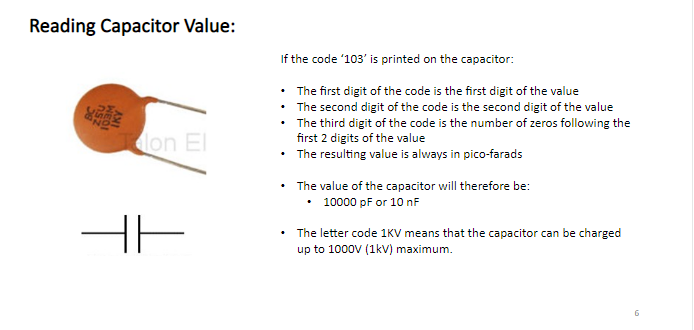 Reading Capacitor Value:
If the code ‘103’ is printed on the capacitor:
• The first digit of the code is the first digit of the value
• The second digit of the code is the second digit of the value
• The third digit of the code is the number of zeros following the
first 2 digits of the value
• The resulting value is always in pico-farads
• The value of the capacitor will therefore be:
• 10000 pF or 10 nF
• The letter code 1KV means that the capacitor can be charged
up to 1000V (1kV) maximum.
BC
Z5U
103M
1KV
alon El
6